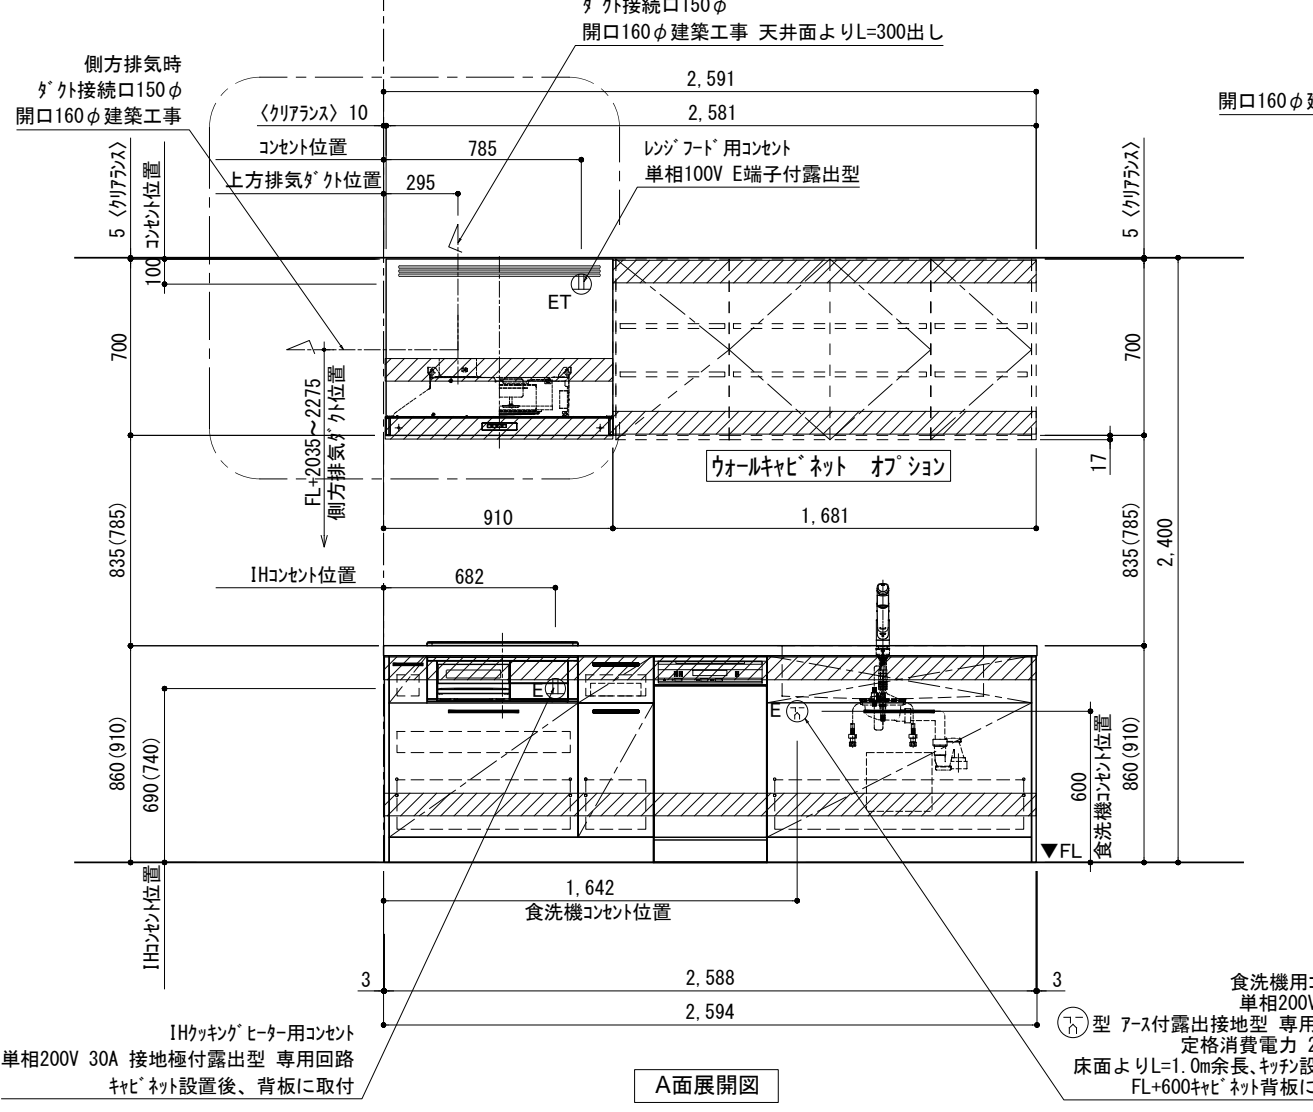 ダクト接続口150φ
開口160φ建築工事 天井面よりL=300出し
側方排気時
ダクト接続口150φ
開口160φ建築工事
2,591
〈クリアランス〉 10
2,581
コンセント位置
785
レンジフード用コンセント
単相100V E端子付露出型
上方排気ダクト位置
295
5 〈クリアランス〉
100 コンセント位置
5 〈クリアランス〉
ET
700
700
FL+2035～2275
側方排気ダクト位置
17
ウォールキャビネット オプション
910
1,681
835(785)
835(785)
2,400
IHコンセント位置
682
E
E
860(910)
690(740)
IHコンセント位置
600
食洗機コンセント位置
860(910)
▼FL
1,642
食洗機コンセント位置
3
2,588
3
2,594
IHクッキングヒーター用コンセント
単相200V 30A 接地極付露出型 専用回路
キャビネット設置後、背板に取付
A面展開図
食洗機用
単相200V
型 アース付露出接地型 専用
定格消費電力 2
床面よりL=1.0m余長、キッチン設
FL+600キャビネット背板に
開口160φ